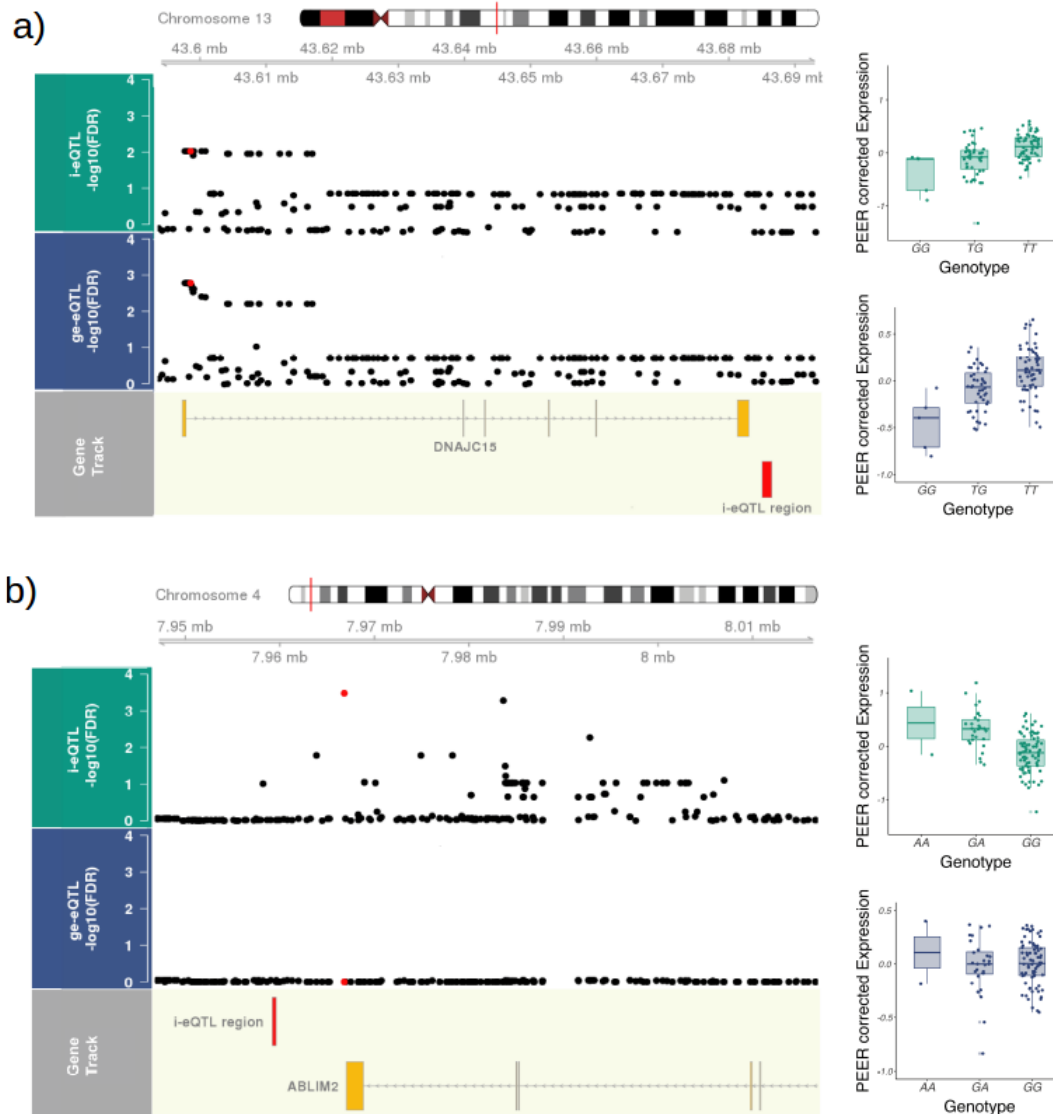 a)
Chromosome 13
43.6 mb
43.62 mb
43.64 mb
43.66 mb
43.68 mb
43.61 mb
43.63 mb
43.65 mb
43.67 mb
43.69 mb
i-eQTL
-log10(FDR)
4
3
2
1
0
ge-eQTL
-log10(FDR)
4
3
2
1
0
Gene
Track
DNAJC15
i-eQTL region
PEER corrected Expression
1
0
-1
GG
TG
TT
Genotype
PEER corrected Expression
0.5
0.0
-0.5
-1.0
GG
TG
TT
Genotype
b)
Chromosome 4
7.95 mb
7.97 mb
7.99 mb
8.01 mb
7.96 mb
7.98 mb
8 mb
i-eQTL
-log10(FDR)
4
3
2
1
0
ge-eQTL
-log10(FDR)
4
3
2
1
0
Gene
Track
i-eQTL region
ABLIM2
PEER corrected Expression
1
0
-1
AA
GA
GG
Genotype
PEER corrected Expression
0.5
0.0
-0.5
-1.0
AA
GA
GG
Genotype